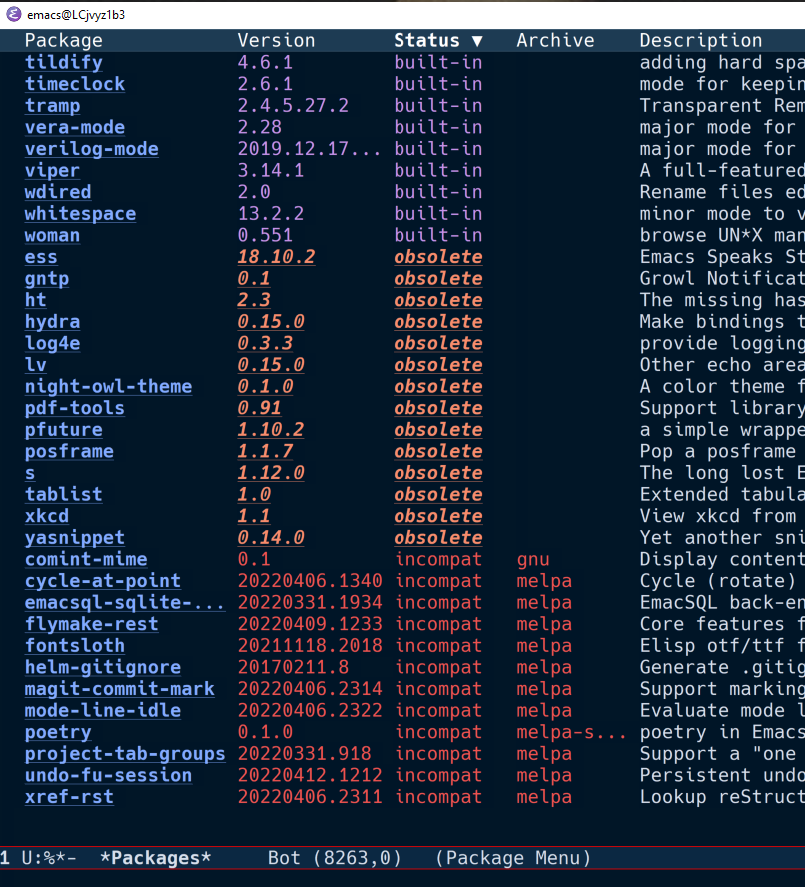 emacs@LCjvyz1b3
Package Version Status ▼ Archive Description
tildify 4.6.1 built-in adding hard spa
timeclock 2.6.1 built-in mode for keepin
tramp 2.4.5.27.2 built-in Transparent Rem
vera-mode 2.28 built-in major mode for
verilog-mode 2019.12.17... built-in major mode for
viper 3.14.1 built-in A full-featured
wdired 2.0 built-in Rename files ed
whitespace 13.2.2 built-in minor mode to v
woman 0.551 built-in browse UN*X man
ess 18.10.2 obsolete Emacs Speaks St
gntp 0.1 obsolete Growl Notificat
ht 2.3 obsolete The missing has
hydra 0.15.0 obsolete Make bindings t
log4e 0.3.3 obsolete provide logging
lv 0.15.0 obsolete Other echo area
night-owl-theme 0.1.0 obsolete A color theme f
pdf-tools 0.91 obsolete Support library
pfuture 1.10.2 obsolete a simple wrappe
posframe 1.1.7 obsolete Pop a posframe
s 1.12.0 obsolete The long lost E
tablist 1.0 obsolete Extended tabula
xkcd 1.1 obsolete View xkcd from
yasnippet 0.14.0 obsolete Yet another sni
comint-mime 0.1 incompat gnu Display content
cycle-at-point 20220406.1340 incompat melpa Cycle (rotate)
emacsql-sqlite-... 20220331.1934 incompat melpa EmacSQL back-en
flymake-rest 20220409.1233 incompat melpa Core features f
fontsloth 20211118.2018 incompat melpa Elisp otf/ttf f
helm-gitignore 20170211.8 incompat melpa Generate .gitig
magit-commit-mark 20220406.2314 incompat melpa Support marking
mode-line-idle 20220406.2322 incompat melpa Evaluate mode l
poetry 0.1.0 incompat melpa-s... poetry in Emacs
project-tab-groups 20220331.918 incompat melpa Support a "one
undo-fu-session 20220412.1212 incompat melpa Persistent undo
xref-rst 20220406.2311 incompat melpa Lookup reStruct
1 U:%*- *Packages* Bot (8263,0) (Package Menu)